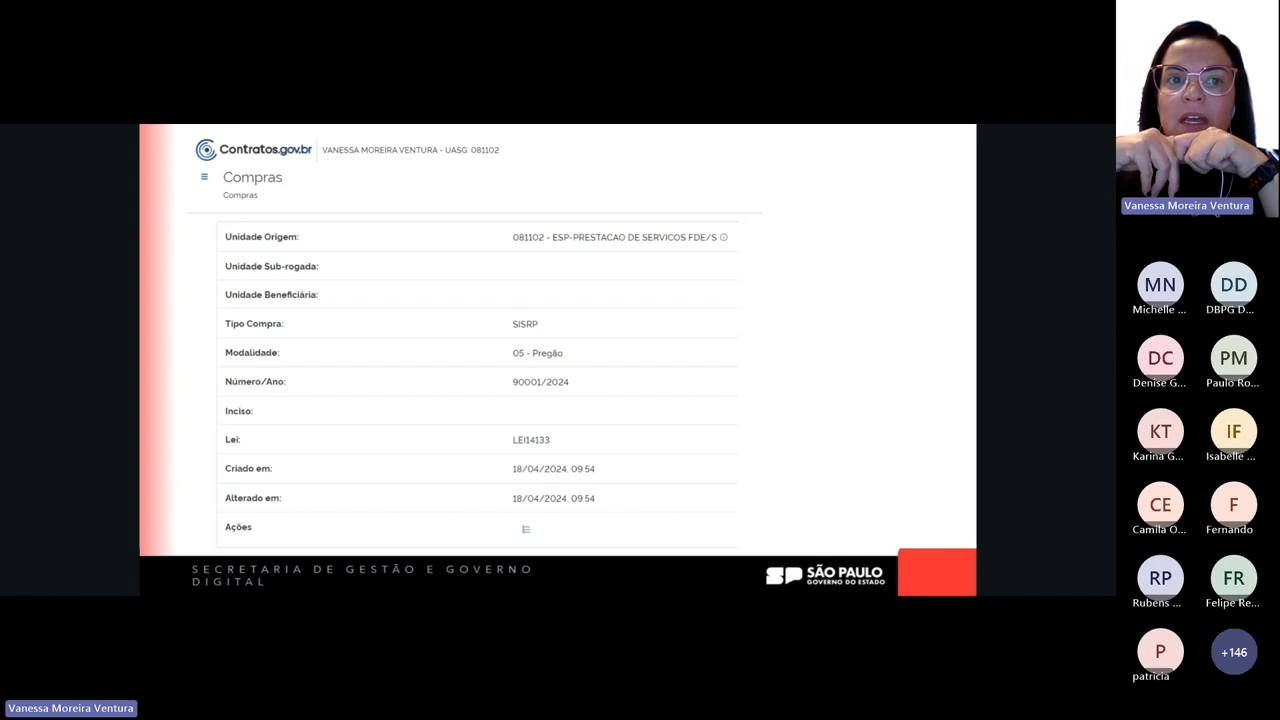 Contratos.gov.br VANESSA MOREIRA VENTURA - UASG: 081102
Compras
Compras
Unidade Origem: 081102 - ESP-PRESTACAO DE SERVICOS FDE/S
Unidade Sub-rogada:
Unidade Beneficiária:
Tipo Compra: SISRP
Modalidade: 05 - Pregão
Número/Ano: 90001/2024
Inciso:
Lei: LEI14133
Criado em: 18/04/2024, 09:54
Alterado em: 18/04/2024, 09:54
Ações
SECRETARIA DE GESTÃO E GOVERNO
DIGITAL
SP SÃO PAULO
GOVERNO DO ESTADO
Vanessa Moreira Ventura
MN DD
Michelle ... DBPG D...
DC PM
Denise G... Paulo Ro...
KT IF
Karina G... Isabelle ...
CE F
Camila O... Fernando
RP FR
Rubens ... Felipe Re...
P +146
patricia
Vanessa Moreira Ventura